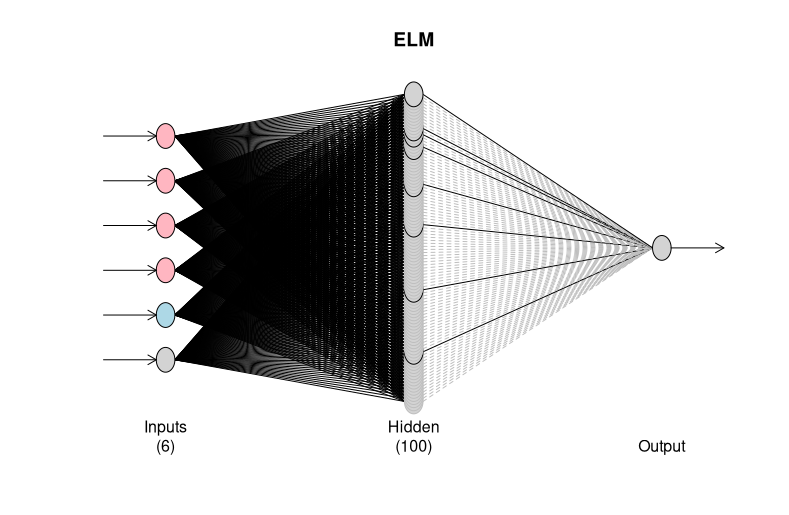 ELM
Inputs
(6)
Hidden
(100)
Output